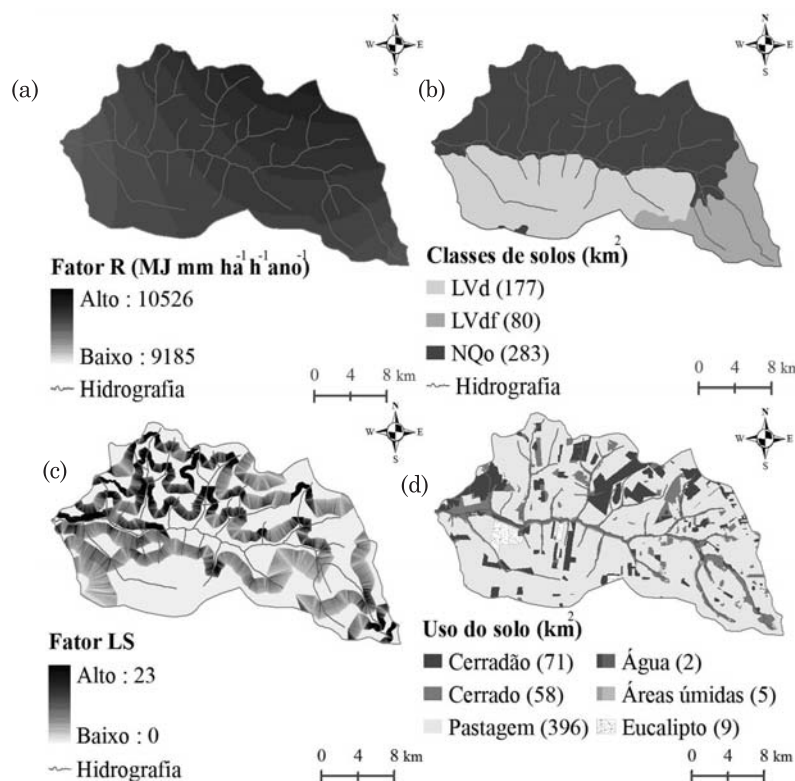 (a)
N
W E
S
Fator R (MJ mm ha⁻¹ h⁻¹ano⁻¹)
Alto : 10526
Baixo : 9185
Hidrografia
0 4 8 km
(b)
N
W E
S
Classes de solos (km²)
LVd (177)
LVdf (80)
NQo (283)
Hidrografia
0 4 8 km
(c)
N
W E
S
Fator LS
Alto : 23
Baixo : 0
Hidrografia
0 4 8 km
(d)
N
W E
S
Uso do solo (km²)
Cerradão (71)
Água (2)
Cerrado (58)
Áreas úmidas (5)
Pastagem (396)
Eucalipto (9)
0 4 8 km